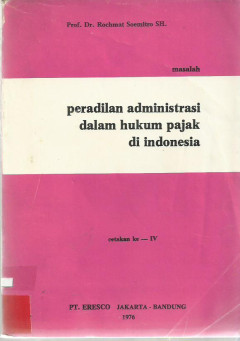 Prof. Dr. Rochmat Soemitro SH.
masalah
peradilan administrasi
dalam hukum pajak
di indonesia
cetakan ke — IV
PT. ERESCO JAKARTA - BANDUNG
1976